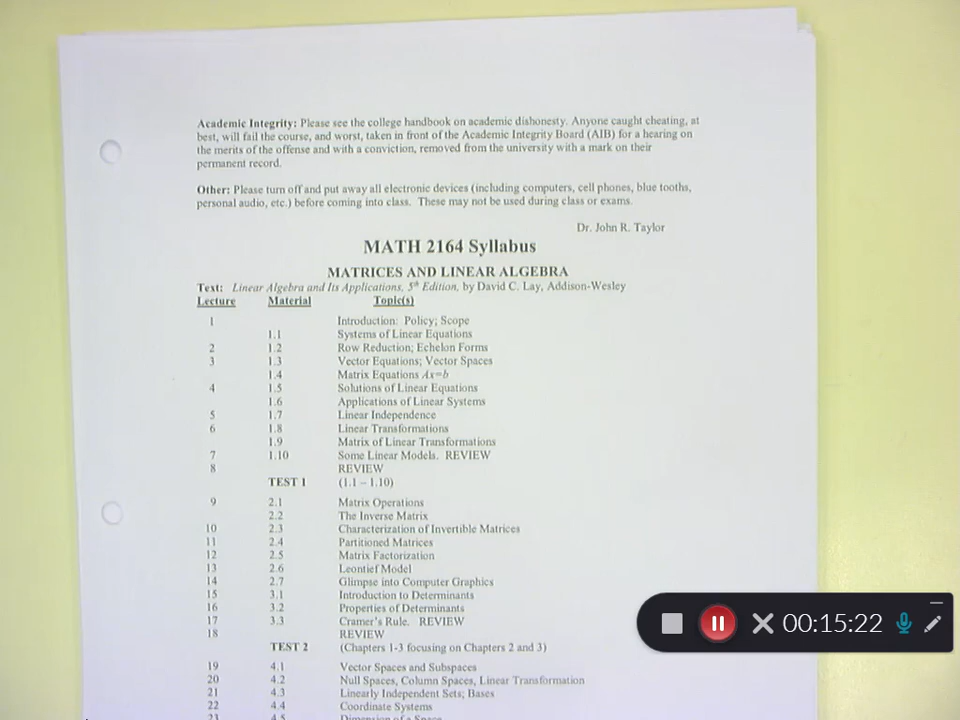 Academic Integrity: Please see the college handbook on academic dishonesty. Anyone caught cheating, at
best, will fail the course, and worst, taken in front of the Academic Integrity Board (AIB) for a hearing on
the merits of the offense and with a conviction, removed from the university with a mark on their
permanent record.
Other: Please turn off and put away all electronic devices (including computers, cell phones, blue tooths,
personal audio, etc.) before coming into class. These may not be used during class or exams.
Dr. John R. Taylor
MATH 2164 Syllabus
MATRICES AND LINEAR ALGEBRA
Text: Linear Algebra and Its Applications, 5th Edition, by David C. Lay, Addison-Wesley
Lecture Material Topic(s)
1 Introduction: Policy; Scope
1.1 Systems of Linear Equations
2 1.2 Row Reduction; Echelon Forms
3 1.3 Vector Equations; Vector Spaces
1.4 Matrix Equations Ax=b
4 1.5 Solutions of Linear Equations
1.6 Applications of Linear Systems
5 1.7 Linear Independence
6 1.8 Linear Transformations
1.9 Matrix of Linear Transformations
7 1.10 Some Linear Models. REVIEW
8 REVIEW
TEST 1 (1.1 – 1.10)
9 2.1 Matrix Operations
2.2 The Inverse Matrix
10 2.3 Characterization of Invertible Matrices
11 2.4 Partitioned Matrices
12 2.5 Matrix Factorization
13 2.6 Leontief Model
14 2.7 Glimpse into Computer Graphics
15 3.1 Introduction to Determinants
16 3.2 Properties of Determinants
17 3.3 Cramer's Rule. REVIEW
18 REVIEW
TEST 2 (Chapters 1-3 focusing on Chapters 2 and 3)
19 4.1 Vector Spaces and Subspaces
20 4.2 Null Spaces, Column Spaces, Linear Transformation
21 4.3 Linearly Independent Sets; Bases
22 4.4 Coordinate Systems
23 4.5 Dimension of a Space
00:15:22